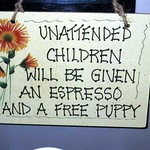 UNATTENDED
CHILDREN
WILL BE GIVEN
AN ESPRESSO
AND A FREE PUPPY